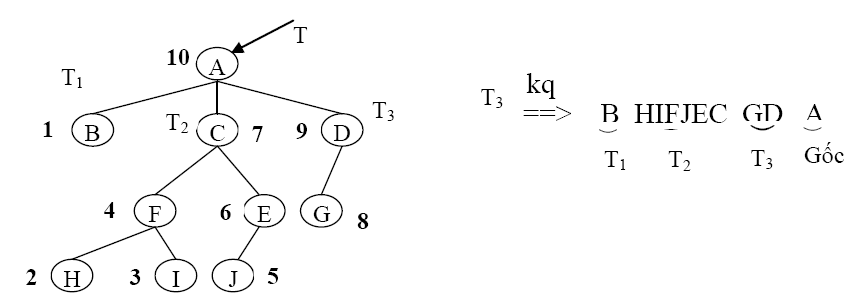 T
10 A
T1
T3
1 B T2 C 7 9 D
4 F 6 E G 8
2 H 3 I J 5
T3 kq ==> B HIFJEC GD A
T1 T2 T3 Gốc